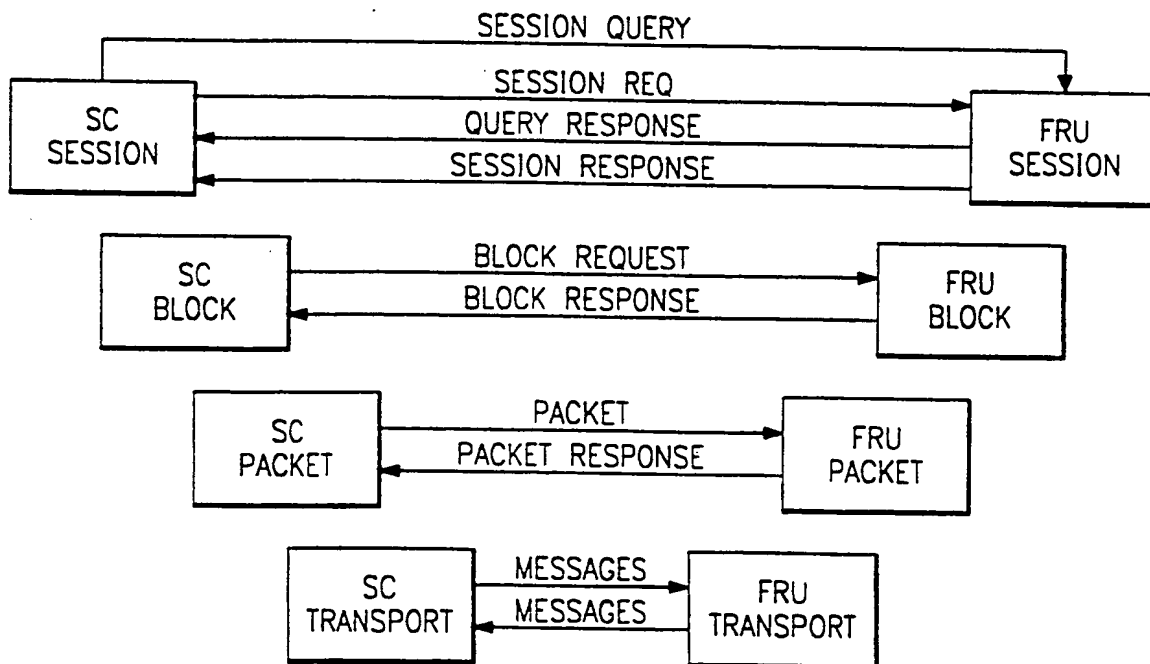 SESSION QUERY
SESSION REQ
SC
SESSION
QUERY RESPONSE
FRU
SESSION
SESSION RESPONSE
SC
BLOCK
BLOCK REQUEST
BLOCK RESPONSE
FRU
BLOCK
SC
PACKET
PACKET
PACKET RESPONSE
FRU
PACKET
SC
TRANSPORT
MESSAGES
MESSAGES
FRU
TRANSPORT